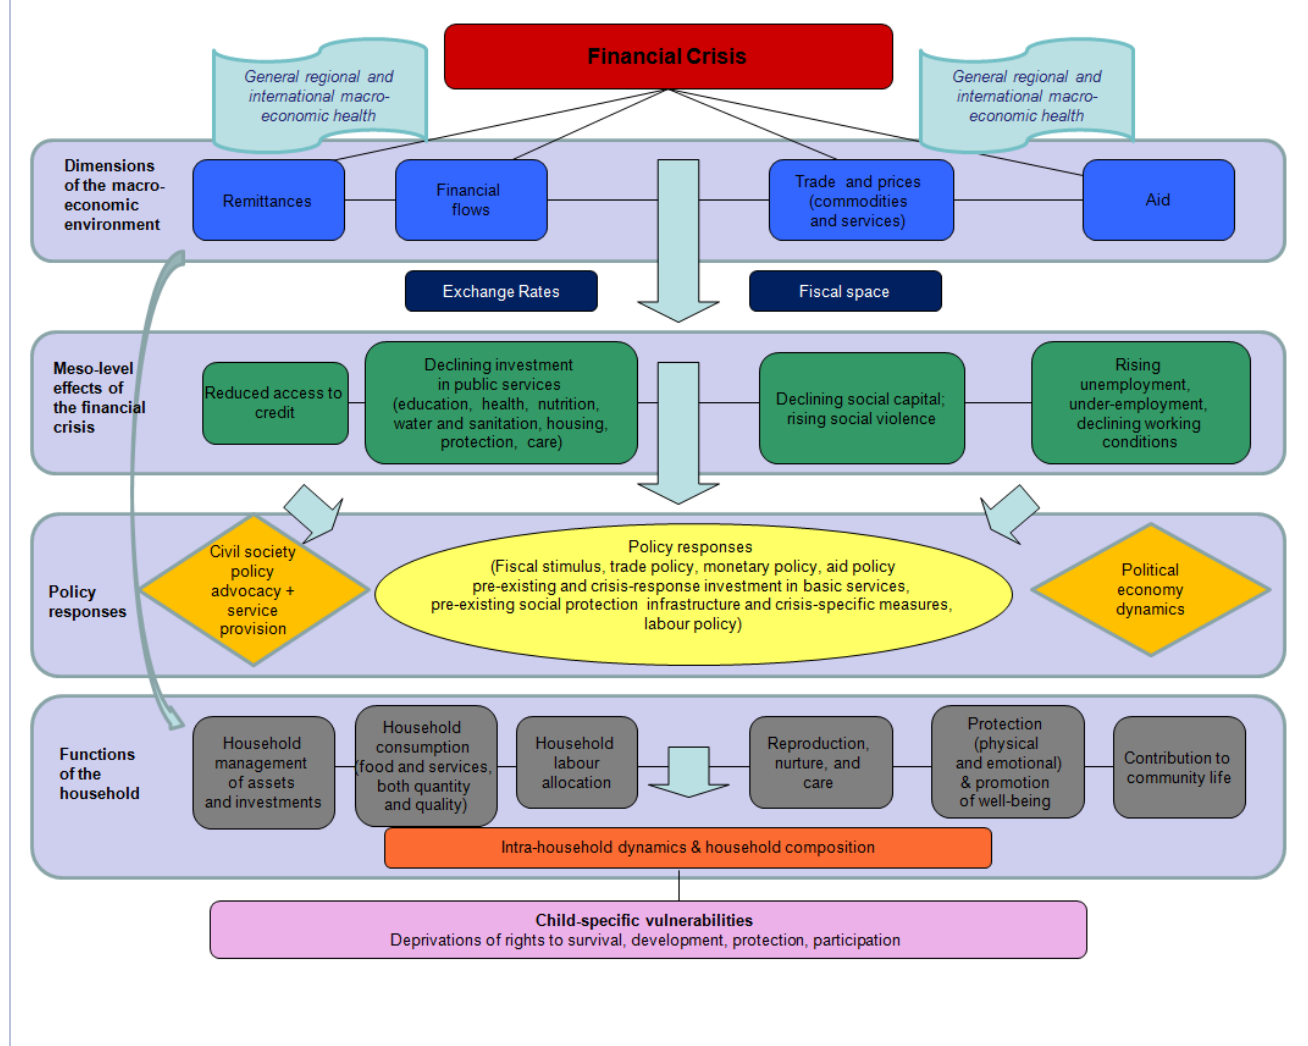 Financial Crisis
General regional and
international macro-
economic health
General regional and
international macro-
economic health
Dimensions
of the macro-
economic
environment
Remittances
Financial
flows
Trade and prices
(commodities
and services)
Aid
Exchange Rates
Fiscal space
Meso-level
effects of
the financial
crisis
Reduced access to
credit
Declining investment
in public services
(education, health, nutrition,
water and sanitation, housing,
protection, care)
Declining social capital;
rising social violence
Rising
unemployment,
under-employment,
declining working
conditions
Policy
responses
Civil society
policy
advocacy +
service
provision
Policy responses
(Fiscal stimulus, trade policy, monetary policy, aid policy
pre-existing and crisis-response investment in basic services,
pre-existing social protection infrastructure and crisis-specific measures,
labour policy)
Political
economy
dynamics
Functions
of the
household
Household
management
of assets
and investments
Household
consumption
(food and services,
both quantity
and quality)
Household
labour
allocation
Reproduction,
nurture, and
care
Protection
(physical
and emotional)
& promotion
of well-being
Contribution to
community life
Intra-household dynamics & household composition
Child-specific vulnerabilities
Deprivations of rights to survival, development, protection, participation